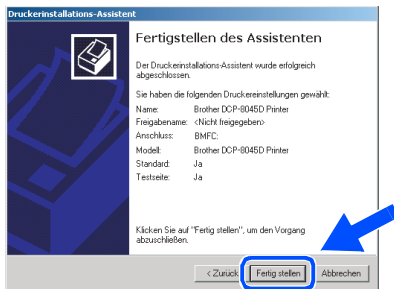 Druckerinstallations-Assistent
Fertigstellen des Assistenten
Der Druckerinstallations-Assistent wurde erfolgreich
abgeschlossen.
Sie haben die folgenden Druckereinstellungen gewählt:
Name: Brother DCP-8045D Printer
Freigabename: <Nicht freigegeben>
Anschluss: BMFC:
Modell: Brother DCP-8045D Printer
Standard: Ja
Testseite: Ja
Klicken Sie auf "Fertig stellen", um den Vorgang
abzuschließen.
< Zurück Fertig stellen Abbrechen